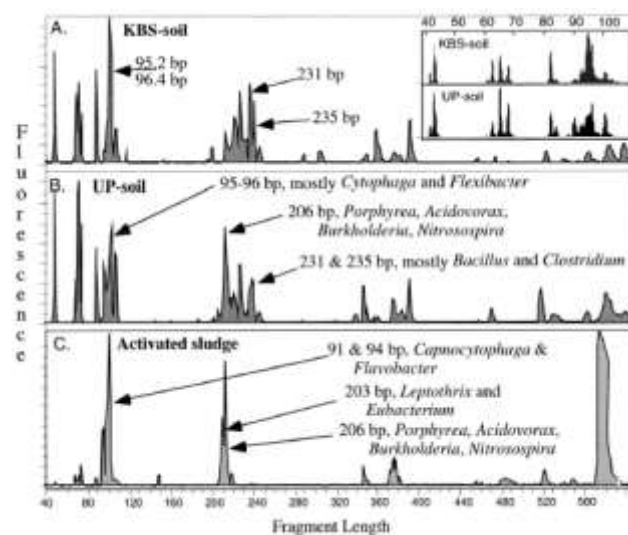 A.
KBS-soil
95.2 bp
96.4 bp
231 bp
235 bp
40 50 60 70 80 90 100
KBS-soil
UP-soil
Fluorescence
B.
UP-soil
95-96 bp, mostly Cytophaga and Flexibacter
206 bp, Porphyrea, Acidovorax,
Burkholderia, Nitrosospira
231 & 235 bp, mostly Bacillus and Clostridium
C.
Activated sludge
91 & 94 bp, Capnocytophaga &
Flavobacter
203 bp, Leptothrix and
Eubacterium
206 bp, Porphyrea, Acidovorax,
Burkholderia, Nitrosospira
40 80 120 160 200 240 280 320 360 400 440 480 520
Fragment Length